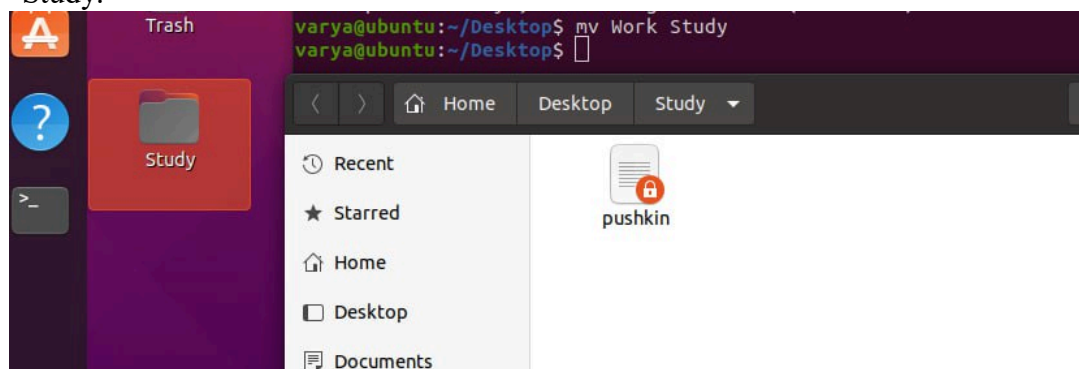 Study.
Trash
varya@ubuntu:~/Desktop$ mv Work Study
varya@ubuntu:~/Desktop$
Home Desktop Study
Study
>_
Recent
Starred
pushkin
Home
Desktop
Documents